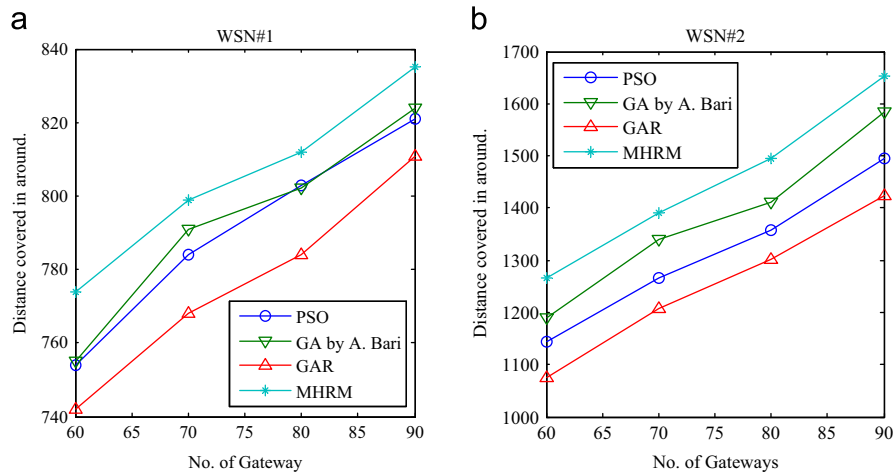 a
WSN#1
840
820
800
780
760
740
60
65
70
75
80
85
90
Distance covered in around.
No. of Gateway
PSO
GA by A. Bari
GAR
MHRM
b
WSN#2
1700
1600
1500
1400
1300
1200
1100
1000
60
65
70
75
80
85
90
Distance covered in around.
No. of Gateways
PSO
GA by A. Bari
GAR
MHRM